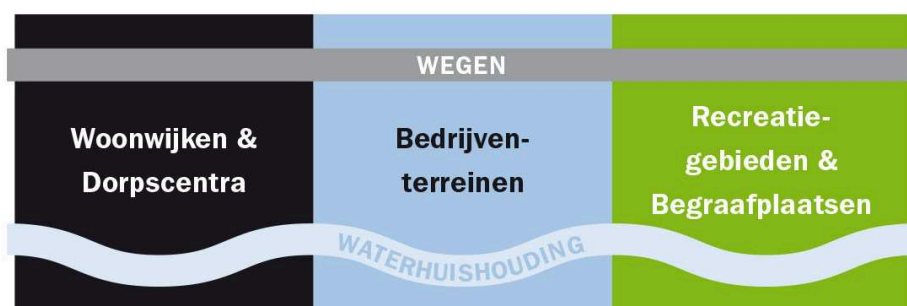 WEGEN
Woonwijken &
Dorpscentra
Bedrijven-
terreinen
Recreatie-
gebieden &
Begraafplaatsen
WATERHUISHOUDING